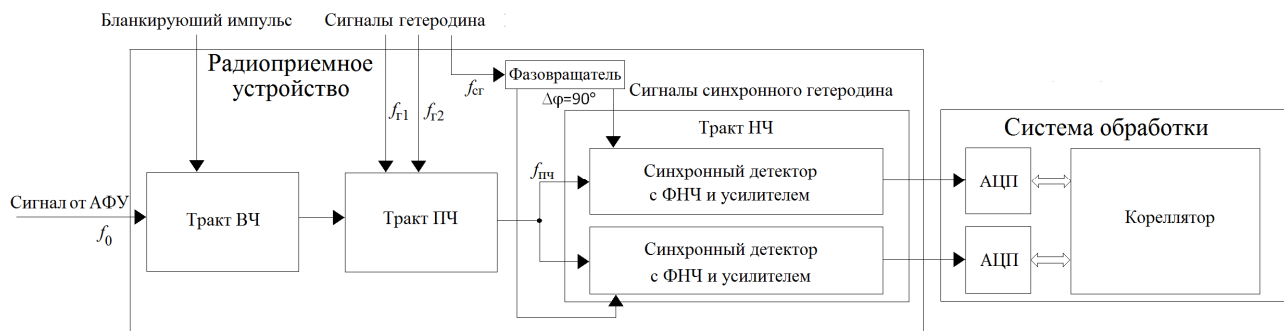 Бланкируюший импульс
Сигналы гетеродина
Радиоприемное
устройство
fг1
fг2
fсг
Фазовращатель
Δφ=90°
Сигналы синхронного гетеродина
Тракт НЧ
Система обработки
Сигнал от АФУ
f0
Тракт ВЧ
Тракт ПЧ
fпч
Синхронный детектор
с ФНЧ и усилителем
Синхронный детектор
с ФНЧ и усилителем
АЦП
АЦП
Кореллятор